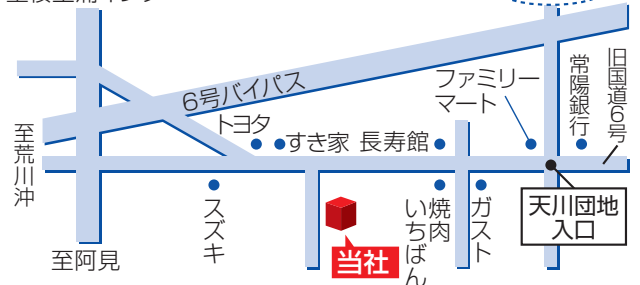 6号バイパス
ファミリー
マート
常陽銀行
旧国道6号
トヨタ
すき家
長寿館
至荒川沖
スズキ
焼肉
いちばん
ガスト
天川団地
入口
当社
至阿見